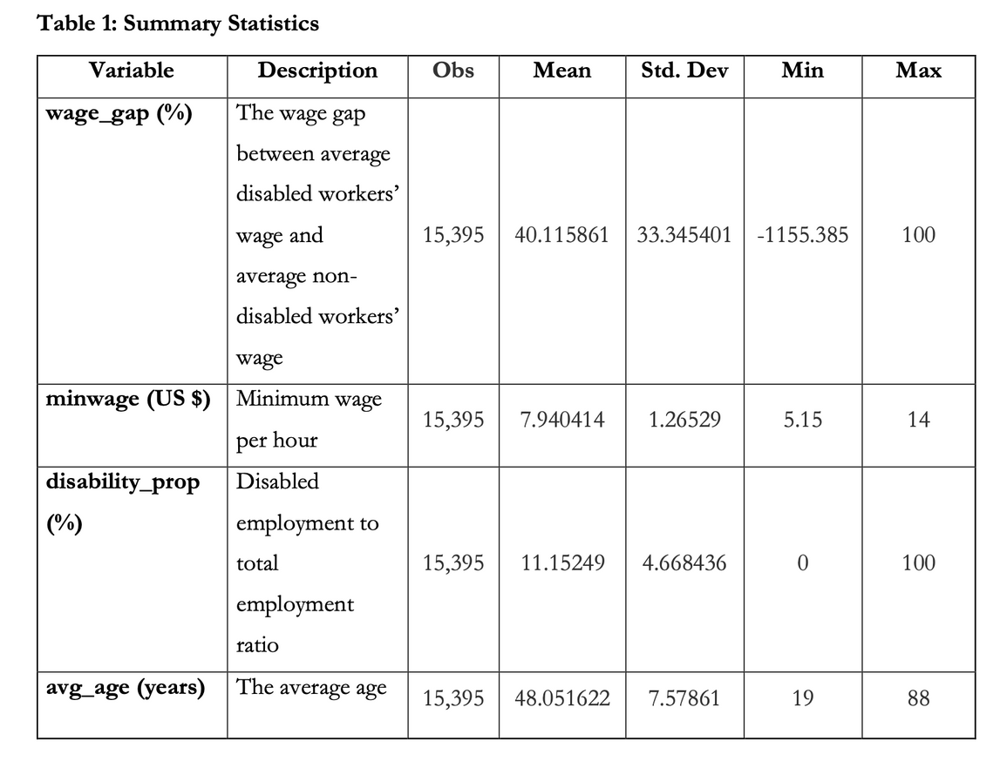 Table 1: Summary Statistics
Variable Description Obs Mean Std. Dev Min Max
wage_gap (%) The wage gap
between average
disabled workers’
wage and 15,395 40.115861 33.345401 -1155.385 100
average non-
disabled workers’
wage
minwage (US $) Minimum wage
per hour 15,395 7.940414 1.26529 5.15 14
disability_prop Disabled
(%) employment to
total 15,395 11.15249 4.668436 0 100
employment
ratio
avg_age (years) The average age 15,395 48.051622 7.57861 19 88